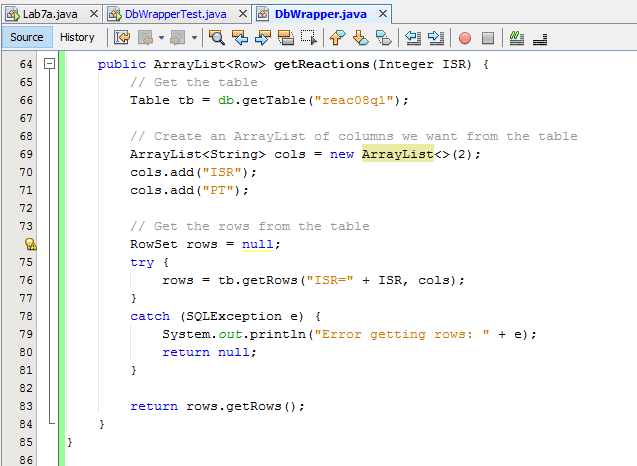 Lab7a.java DbWrapperTest.java DbWrapper.java
Source History
64 public ArrayList<Row> getReactions(Integer ISR) {
65 // Get the table
66 Table tb = db.getTable("reac08q1");
67
68 // Create an ArrayList of columns we want from the table
69 ArrayList<String> cols = new ArrayList<>(2);
70 cols.add("ISR");
71 cols.add("PT");
72
73 // Get the rows from the table
RowSet rows = null;
75 try {
76 rows = tb.getRows("ISR=" + ISR, cols);
77 }
78 catch (SQLException e) {
79 System.out.println("Error getting rows: " + e);
80 return null;
81 }
82
83 return rows.getRows();
84 }
85 }
86